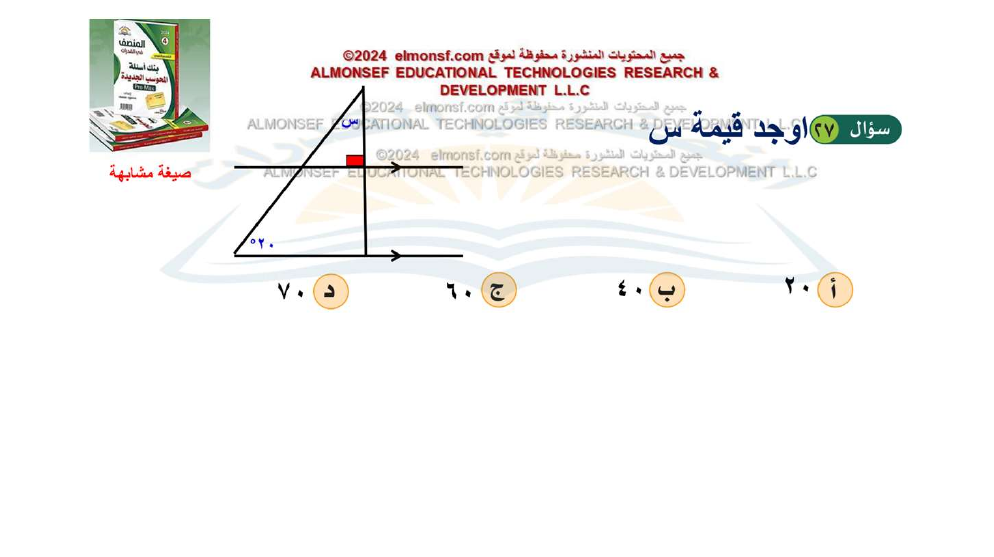 المنصف
في القدرات
بنك أسئلة
المحوسب الجديدة
Pro Max
صيغة مشابهة
جميع المحتويات المنشورة محفوظة لموقع elmonsf.com ©2024
ALMONSEF EDUCATIONAL TECHNOLOGIES RESEARCH &
DEVELOPMENT L.L.C
جميع المحتويات المنشورة محفوظة لموقع elmonsf.com ©2024
ALMONSEF EDUCATIONAL TECHNOLOGIES RESEARCH & DEVELOPMENT L.L.C
سؤال ٢٧ اوجد قيمة س
جميع المحتويات المنشورة محفوظة لموقع elmonsf.com ©2024
ALMONSEF EDUCATIONAL TECHNOLOGIES RESEARCH & DEVELOPMENT L.L.C
س
٢٠°
أ ٢٠
ب ٤٠
ج ٦٠
د ٧٠